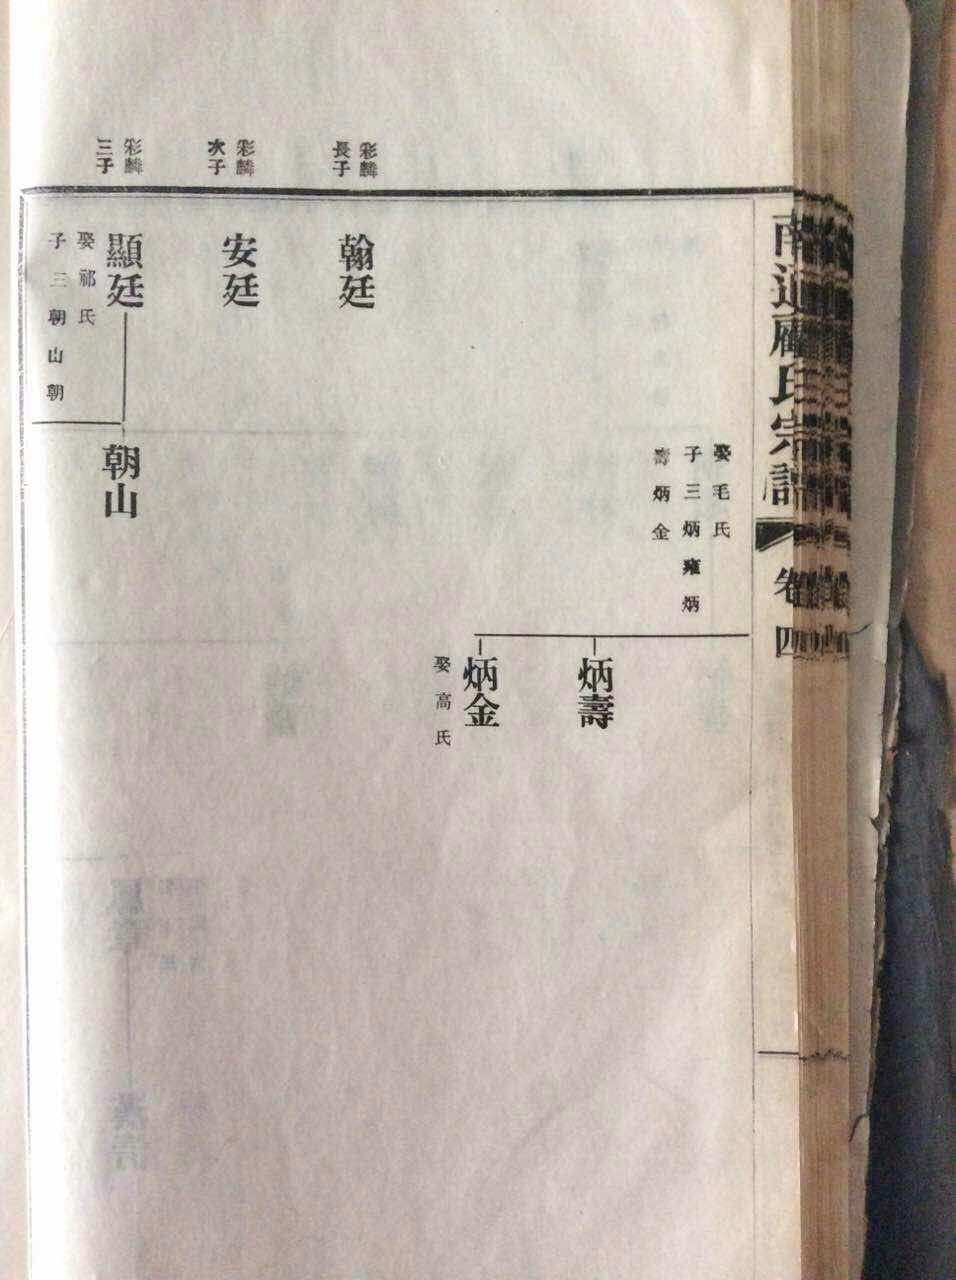 南通顧氏宗譜
卷四
娶毛氏
子三炳雍炳
壽炳金
炳壽
炳金
娶高氏
彩麟
長子
翰廷
彩麟
次子
安廷
彩麟
三子
顯廷
娶祁氏
子三朝山朝
朝山